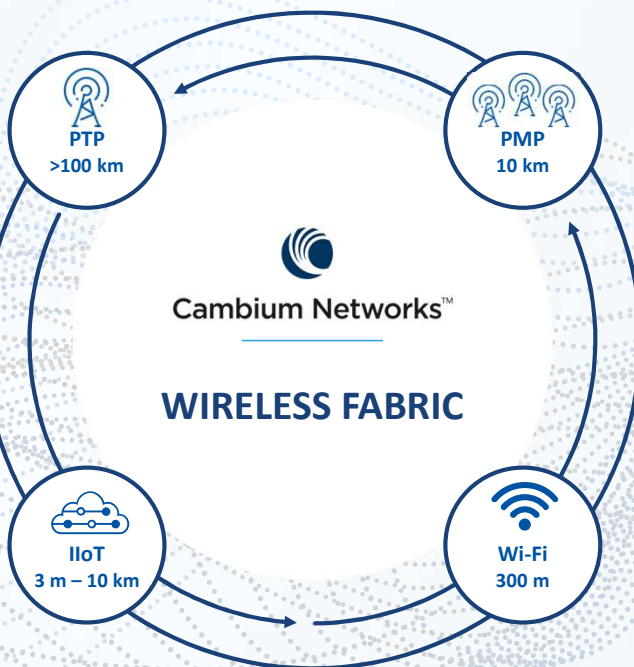 PTP
>100 km
PMP
10 km
Cambium Networks™
WIRELESS FABRIC
IIoT
3 m – 10 km
Wi-Fi
300 m